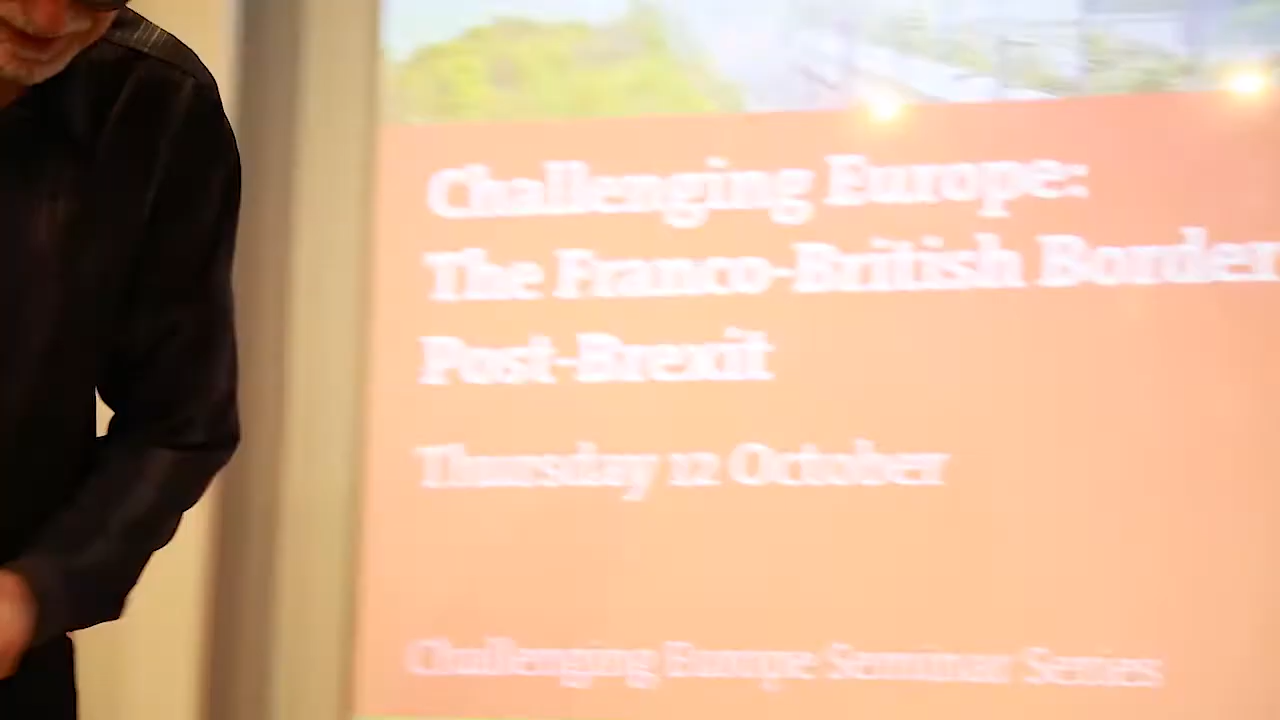 Challenging Europe:
The Franco-British Border
Post-Brexit
Thursday 12 October
Challenging Europe Seminar Series